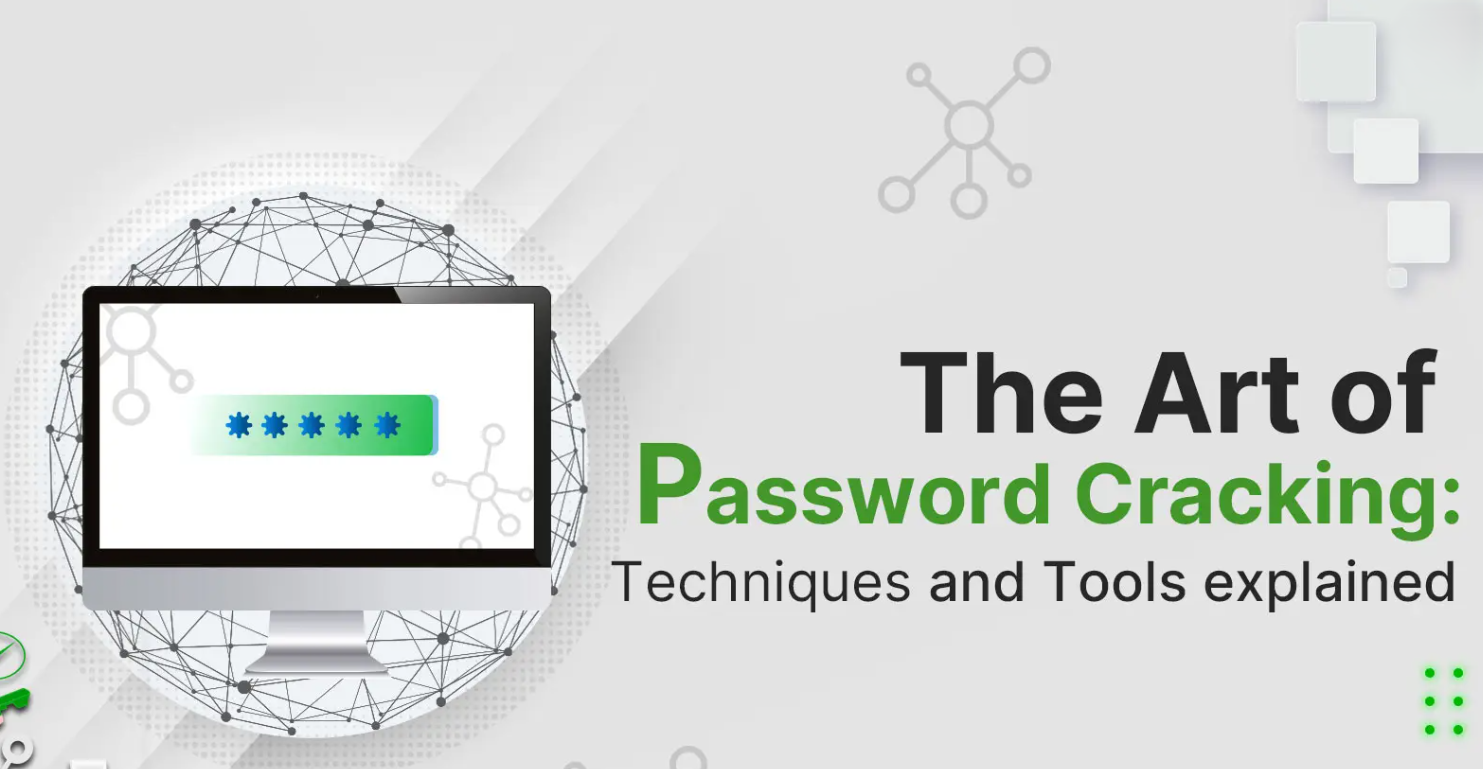 The Art of
Password Cracking:
Techniques and Tools explained
*****